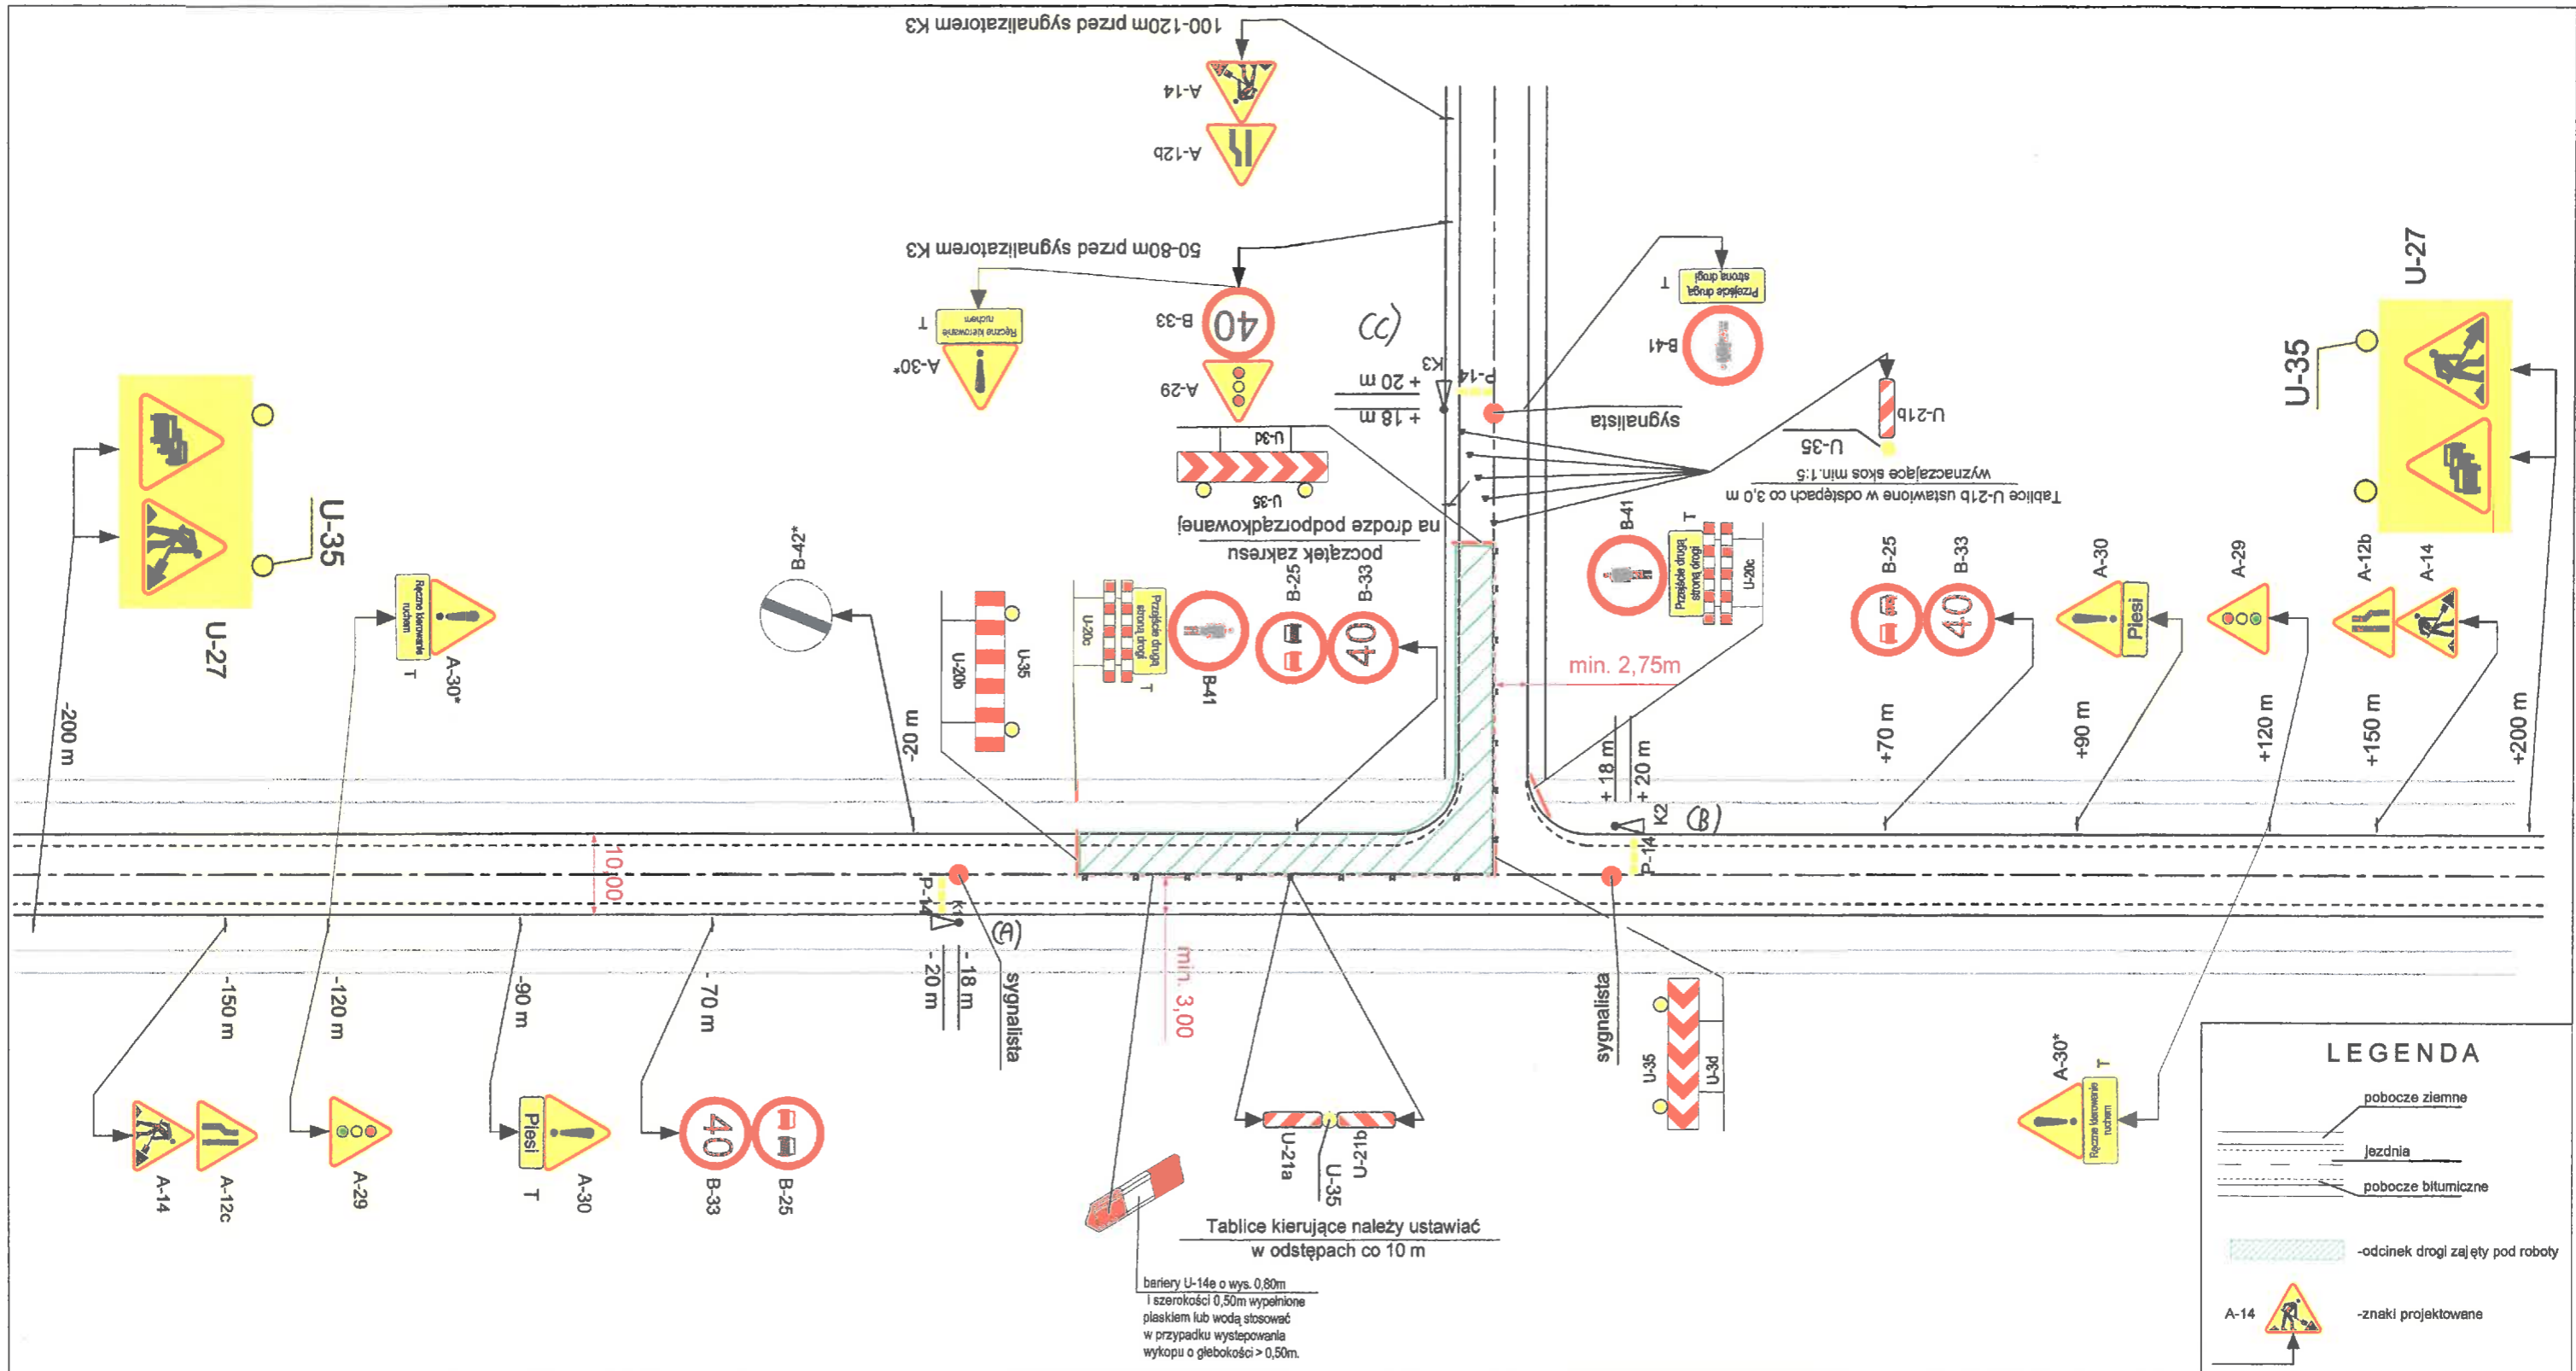 100-120m przed sygnalizatorem K3
A-14
A-12b
50-80m przed sygnalizatorem K3
Ręczne kierowanie
ruchem
T
A-30*
40
B-33
A-29
U-3d
U-35
początek zakresu
na drodze podporządkowanej
(C)
K3
P-14
+ 20 m
+ 18 m
sygnalista
Przejście drugą
stroną drogi
T
B-41
U-21b
U-35
Tablice U-21b ustawione w odstępach co 3,0 m
wyznaczające skos min.1:5
U-27
U-35
U-35
U-27
-200 m
Ręczne kierowanie
ruchem
T
A-30*
B-42*
- 20 m
U-20b
U-35
U-20c
Przejście drugą
stroną drogi
T
B-41
B-25
B-33
40
B-41
Przejście drugą
stroną drogi
T
U-20c
min. 2,75m
+ 18 m
+ 20 m
K2
(B)
P-14
B-25
B-33
40
+70 m
A-30
Piesi
+90 m
A-29
+120 m
A-12b
A-14
+150 m
+200 m
10,00
P-14
K1
(A)
- 18 m
- 20 m
sygnalista
min. 3,00
-150 m
A-14
A-12c
-120 m
A-29
-90 m
Piesi
T
A-30
- 70 m
40
B-33
B-25
U-21a
U-35
U-21b
Tablice kierujące należy ustawiać
w odstępach co 10 m
bariery U-14e o wys. 0,80m
i szerokości 0,50m wypełnione
piaskiem lub wodą stosować
w przypadku wystepowania
wykopu o głebokości > 0,50m.
sygnalista
U-35
U-3d
A-30*
T
Ręczne kierowanie
ruchem
LEGENDA
pobocze ziemne
jezdnia
pobocze bitumiczne
-odcinek drogi zajęty pod roboty
A-14
-znaki projektowane